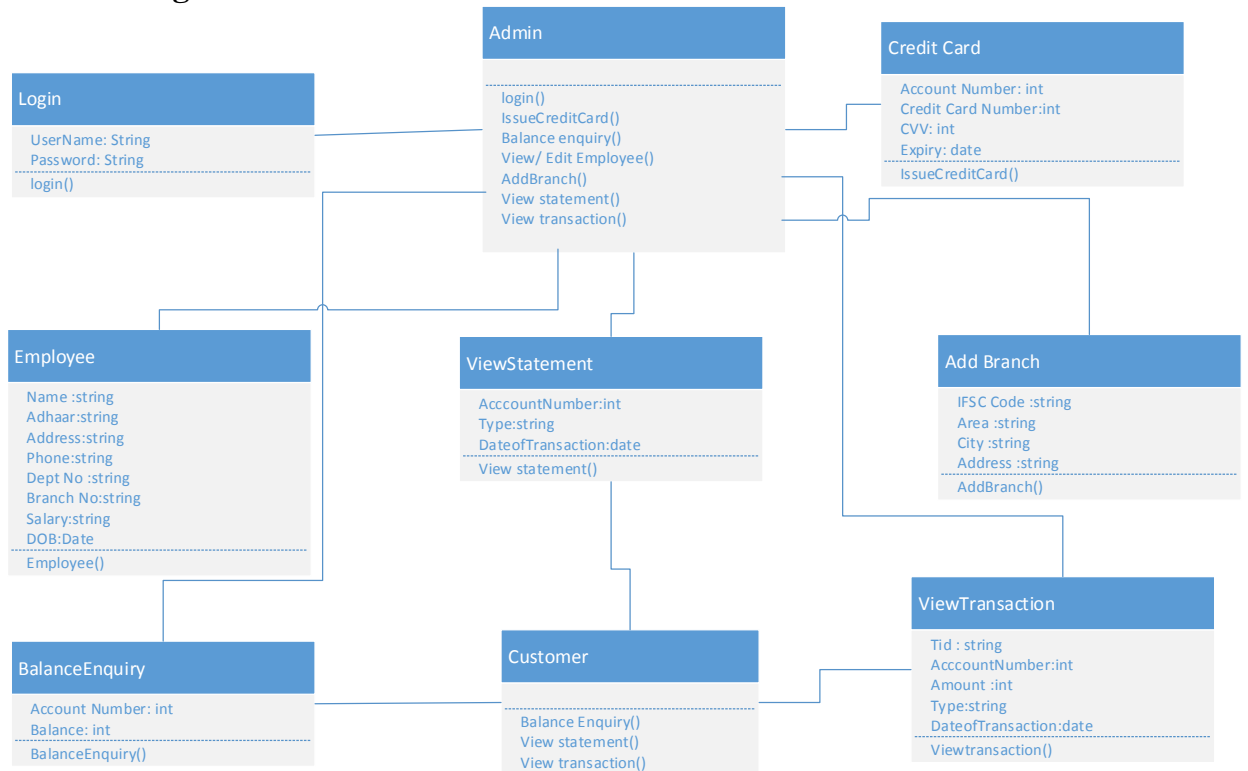 Admin
login()
IssueCreditCard()
Balance enquiry()
View/ Edit Employee()
AddBranch()
View statement()
View transaction()
Credit Card
Account Number: int
Credit Card Number:int
CVV: int
Expiry: date
IssueCreditCard()
Login
UserName: String
Password: String
login()
Employee
Name :string
Adhaar:string
Address:string
Phone:string
Dept No :string
Branch No:string
Salary:string
DOB:Date
Employee()
ViewStatement
AcccountNumber:int
Type:string
DateofTransaction:date
View statement()
Add Branch
IFSC Code :string
Area :string
City :string
Address :string
AddBranch()
BalanceEnquiry
Account Number: int
Balance: int
BalanceEnquiry()
Customer
Balance Enquiry()
View statement()
View transaction()
ViewTransaction
Tid : string
AcccountNumber:int
Amount :int
Type:string
DateofTransaction:date
Viewtransaction()